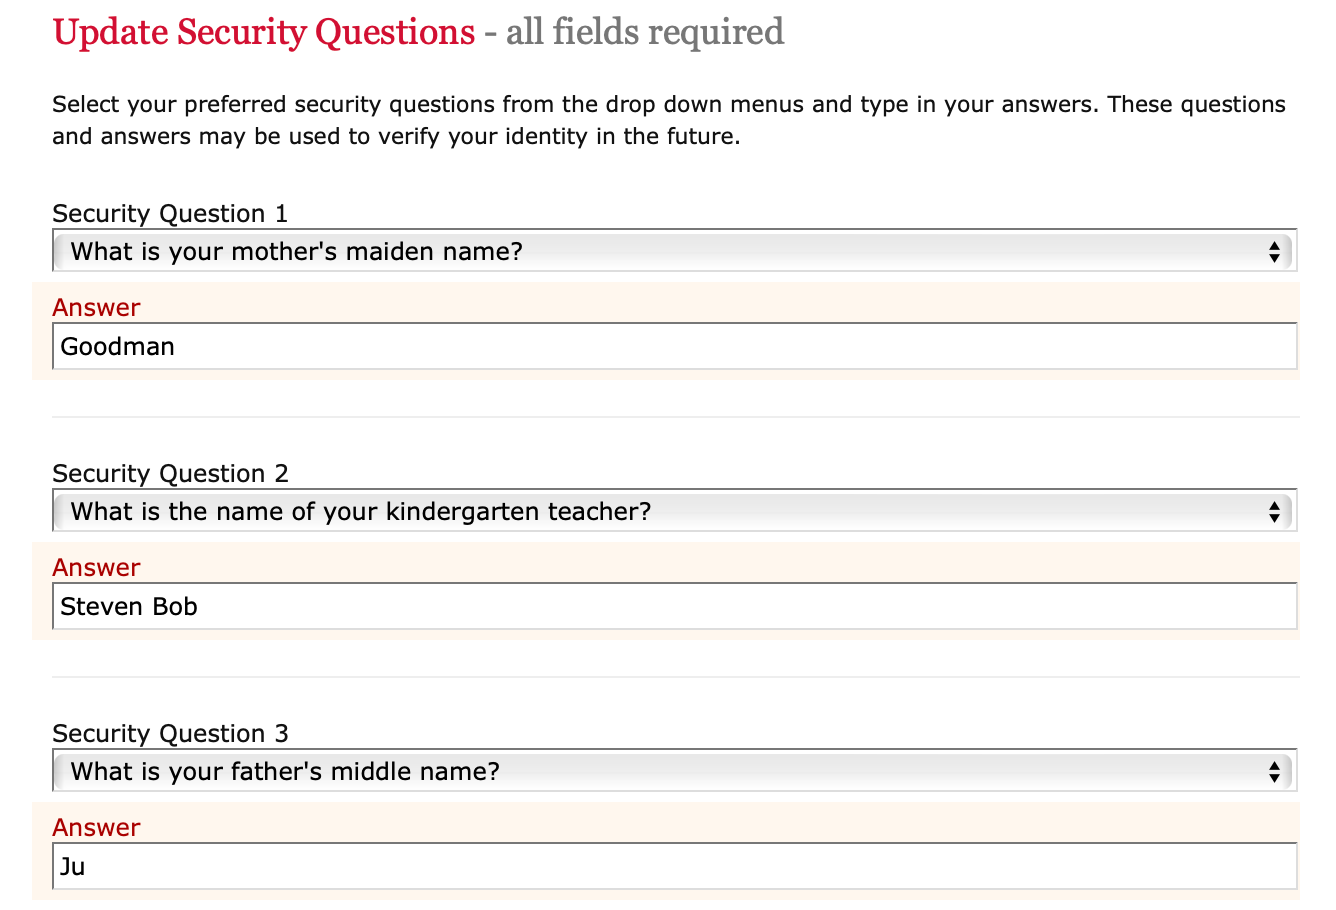 Update Security Questions - all fields required
Select your preferred security questions from the drop down menus and type in your answers. These questions
and answers may be used to verify your identity in the future.
Security Question 1
What is your mother's maiden name?
Answer
Goodman
Security Question 2
What is the name of your kindergarten teacher?
Answer
Steven Bob
Security Question 3
What is your father's middle name?
Answer
Ju